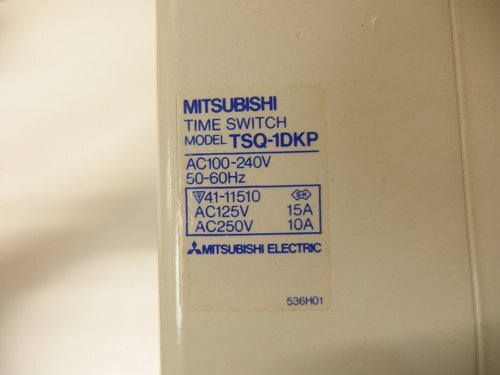 MITSUBISHI
TIME SWITCH
MODEL TSQ-1DKP
AC100-240V
50-60Hz
41-11510
AC125V 15A
AC250V 10A
MITSUBISHI ELECTRIC
536H01